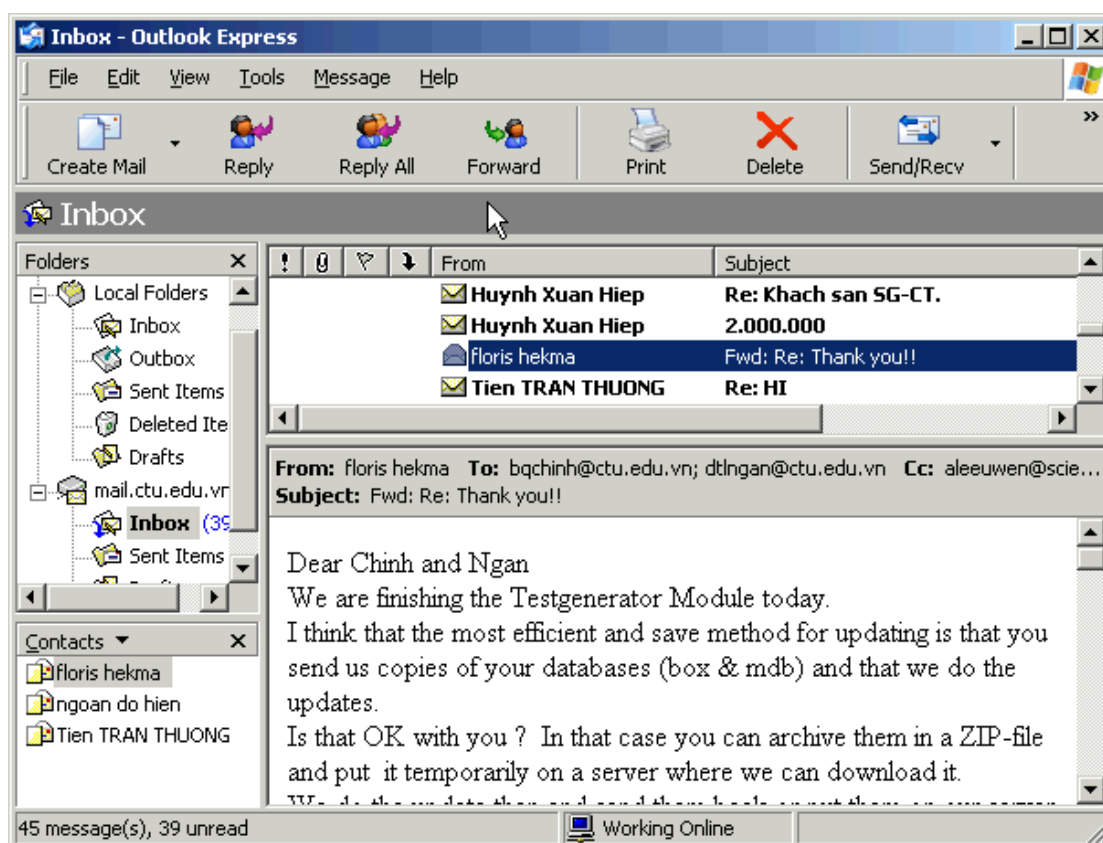 Inbox - Outlook Express
File Edit View Tools Message Help
Create Mail Reply Reply All Forward Print Delete Send/Recv
Inbox
Folders
Local Folders
Inbox
Outbox
Sent Items
Deleted Ite
Drafts
mail.ctu.edu.vr
Inbox (39
Sent Items
Contacts
floris hekma
ngoan do hien
Tien TRAN THUONG
! From Subject
Huynh Xuan Hiep Re: Khach san SG-CT.
Huynh Xuan Hiep 2.000.000
floris hekma Fwd: Re: Thank you!!
Tien TRAN THUONG Re: HI
From: floris hekma To: bqchinh@ctu.edu.vn; dtlngan@ctu.edu.vn Cc: aleeuwen@scie...
Subject: Fwd: Re: Thank you!!
Dear Chinh and Ngan
We are finishing the Testgenerator Module today.
I think that the most efficient and save method for updating is that you
send us copies of your databases (box & mdb) and that we do the
updates.
Is that OK with you ? In that case you can archive them in a ZIP-file
and put it temporarily on a server where we can download it.
45 message(s), 39 unread
Working Online